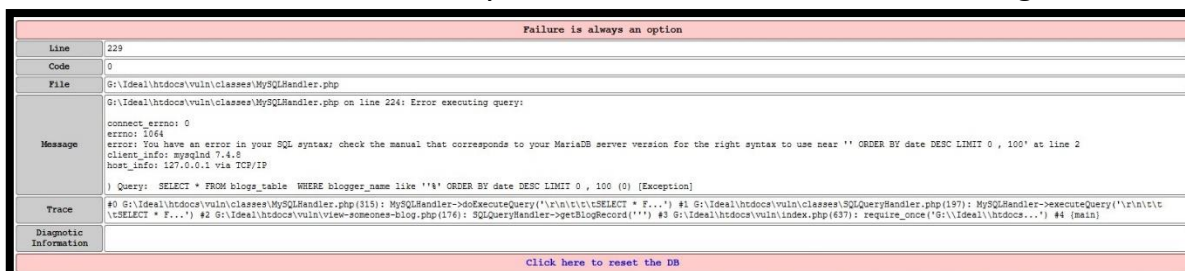 Failure is always an option
Line 229
Code 0
File G:\Ideal\htdocs\vuln\classes\MySQLHandler.php
G:\Ideal\htdocs\vuln\classes\MySQLHandler.php on line 224: Error executing query:
connect_errno: 0
errno: 1064
error: You have an error in your SQL syntax; check the manual that corresponds to your MariaDB server version for the right syntax to use near '' ORDER BY date DESC LIMIT 0 , 100' at line 2
Message
client_info: mysqlnd 7.4.8
host_info: 127.0.0.1 via TCP/IP
) Query: SELECT * FROM blogs_table WHERE blogger_name like ''%' ORDER BY date DESC LIMIT 0 , 100 (0) [Exception]
Trace #0 G:\Ideal\htdocs\vuln\classes\MySQLHandler.php(315): MySQLHandler->doExecuteQuery('\r\n\t\t\tSELECT * F...') #1 G:\Ideal\htdocs\vuln\classes\SQLQueryHandler.php(197): MySQLHandler->executeQuery('\r\n\t\t
\tSELECT * F...') #2 G:\Ideal\htdocs\vuln\view-someones-blog.php(176): SQLQueryHandler->getBlogRecord(''') #3 G:\Ideal\htdocs\vuln\index.php(637): require_once('G:\\Ideal\\htdocs...') #4 {main}
Diagnostic
Information
Click here to reset the DB